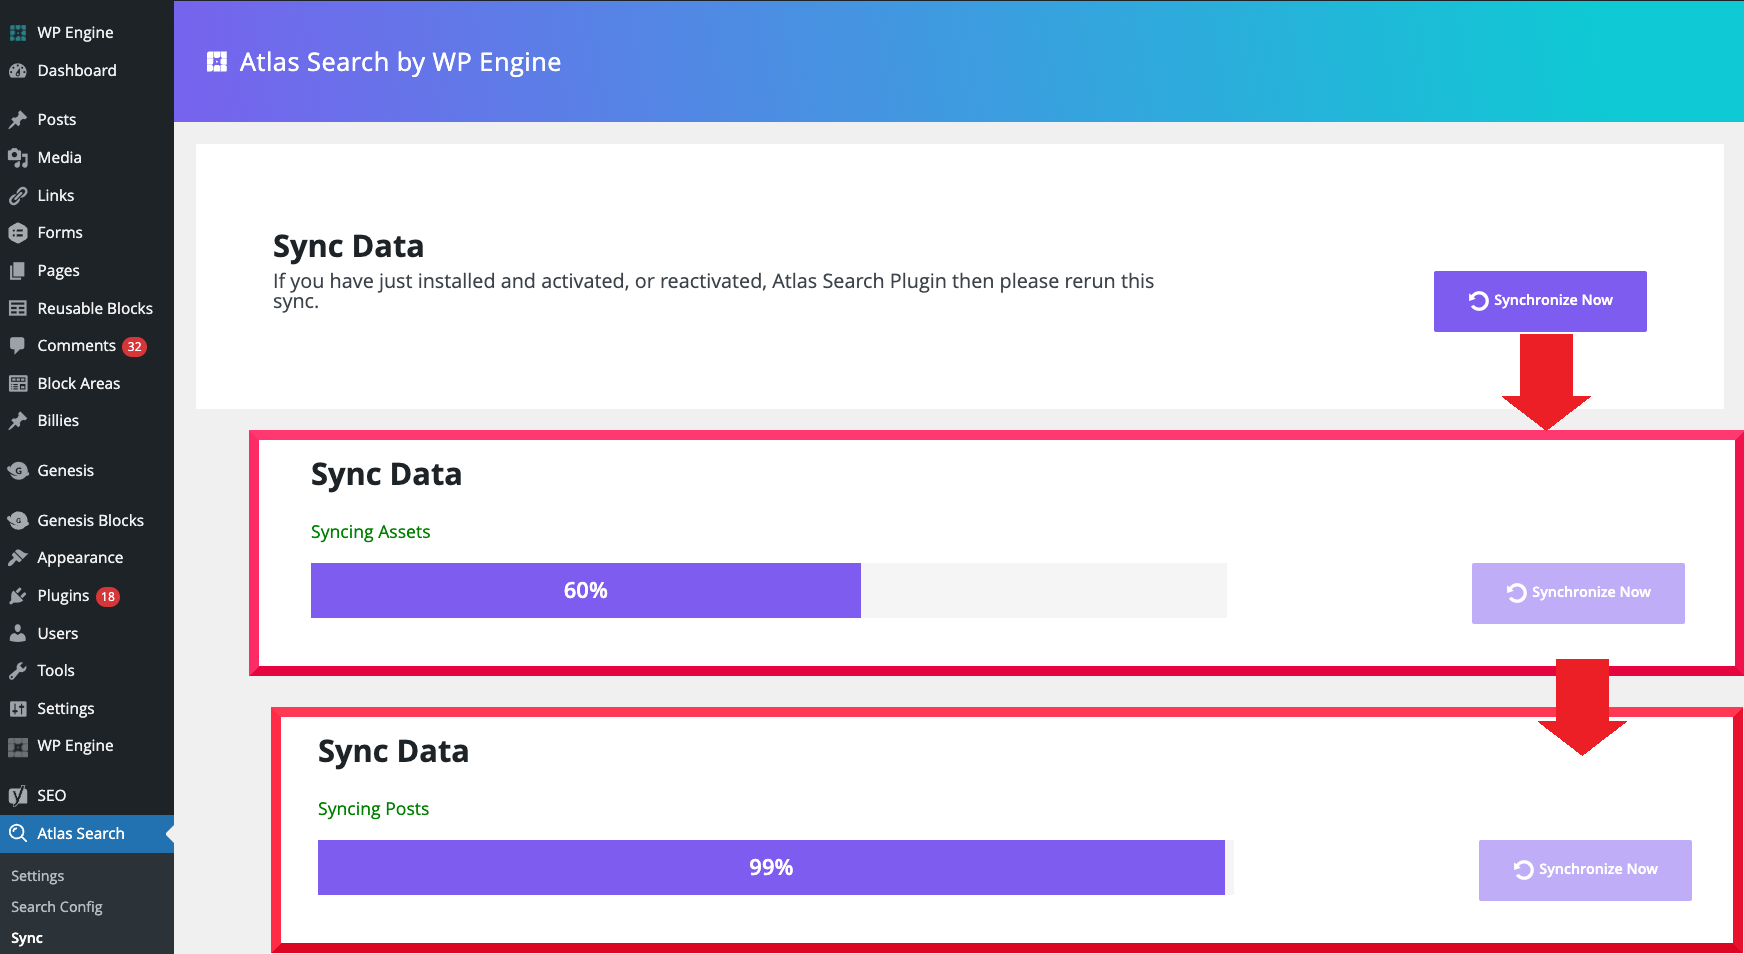 WP Engine
Dashboard
Posts
Media
Links
Forms
Pages
Reusable Blocks
Comments 32
Block Areas
Billies
Genesis
Genesis Blocks
Appearance
Plugins 18
Users
Tools
Settings
WP Engine
SEO
Atlas Search
Settings
Search Config
Sync
Atlas Search by WP Engine
Sync Data
If you have just installed and activated, or reactivated, Atlas Search Plugin then please rerun this
sync.
Synchronize Now
Sync Data
Syncing Assets
60%
Synchronize Now
Sync Data
Syncing Posts
99%
Synchronize Now